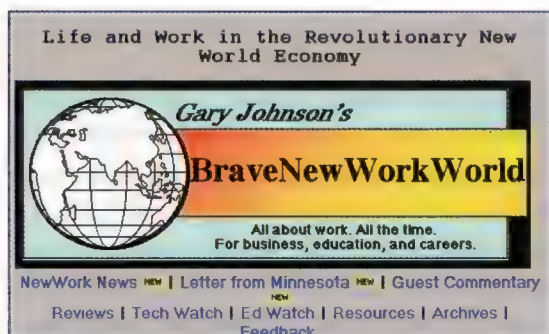 Life and Work in the Revolutionary New
World Economy
Gary Johnson's
BraveNewWorkWorld
All about work. All the time.
For business, education, and careers.
NewWork News NEW | Letter from Minnesota NEW | Guest Commentary
NEW
Reviews | Tech Watch | Ed Watch | Resources | Archives |
Feedback